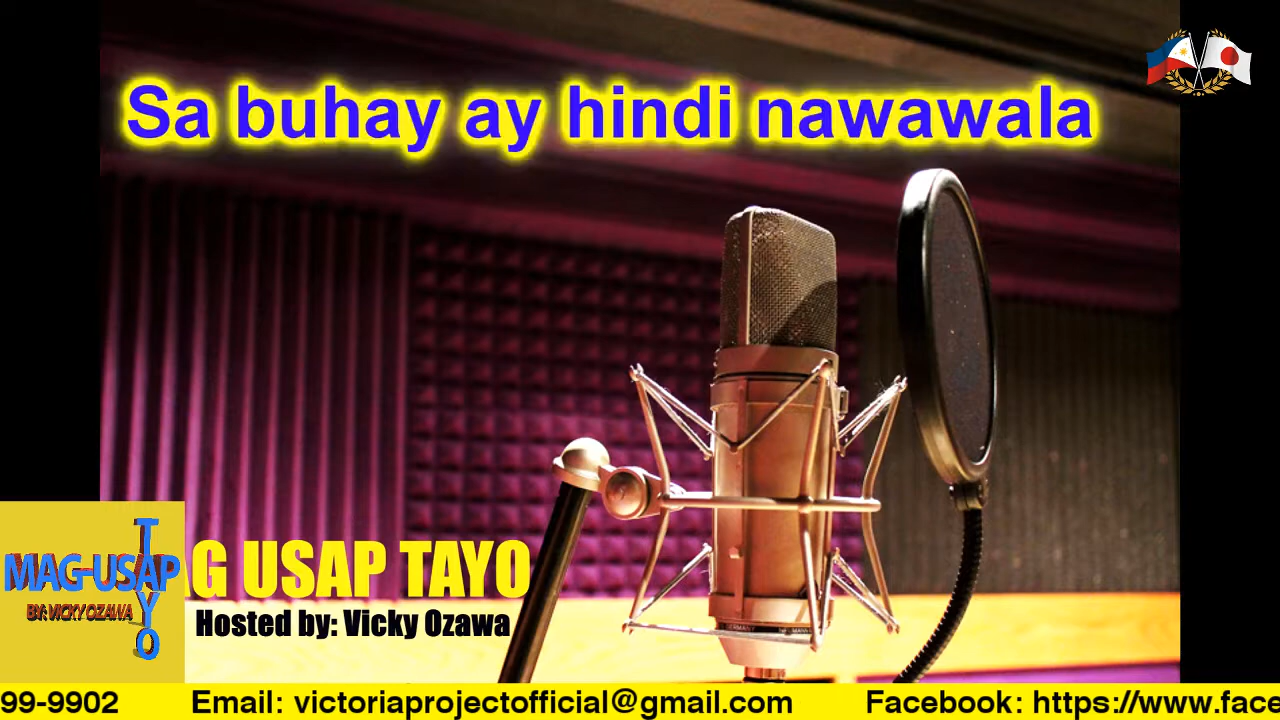 Sa buhay ay hindi nawawala
MAG-USAP
TAYO
BY: VICKY OZAWA
G USAP TAYO
Hosted by: Vicky Ozawa
GERMANY
99-9902 Email: victoriaprojectofficial@gmail.com Facebook: https://www.face